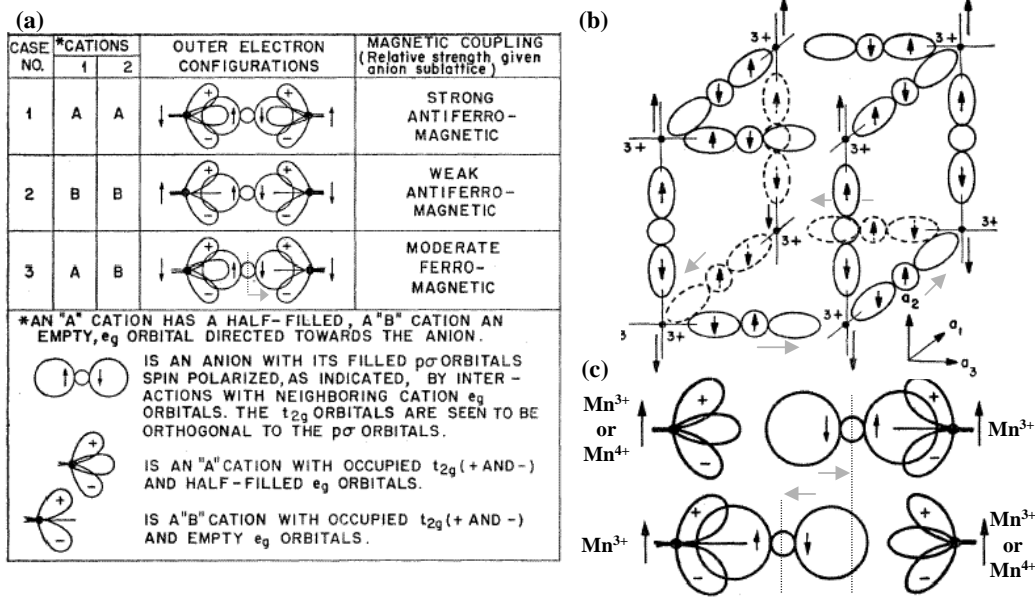 (a)
CASE NO.
*CATIONS
1 2
OUTER ELECTRON
CONFIGURATIONS
MAGNETIC COUPLING
(Relative strength, given
anion sublattice)
1 A A
STRONG
ANTIFERRO-
MAGNETIC
2 B B
WEAK
ANTIFERRO-
MAGNETIC
3 A B
MODERATE
FERRO-
MAGNETIC
+
−
+
−
+
−
+
−
+
−
+
−
*AN "A" CATION HAS A HALF-FILLED, A "B" CATION AN
EMPTY, eg ORBITAL DIRECTED TOWARDS THE ANION.
IS AN ANION WITH ITS FILLED pσ ORBITALS
SPIN POLARIZED, AS INDICATED, BY INTER-
ACTIONS WITH NEIGHBORING CATION eg
ORBITALS. THE t2g ORBITALS ARE SEEN TO BE
ORTHOGONAL TO THE pσ ORBITALS.
+
−
IS AN "A" CATION WITH OCCUPIED t2g (+ AND -)
AND HALF-FILLED eg ORBITALS.
+
−
IS A "B" CATION WITH OCCUPIED t2g (+ AND -)
AND EMPTY eg ORBITALS.
(b)
3+
3+
3+
3+
3+
3+
3+
3+
a2
a1
a3
(c)
Mn3+
or
Mn4+
+
−
+
−
Mn3+
Mn3+
+
−
+
−
Mn3+
or
Mn4+